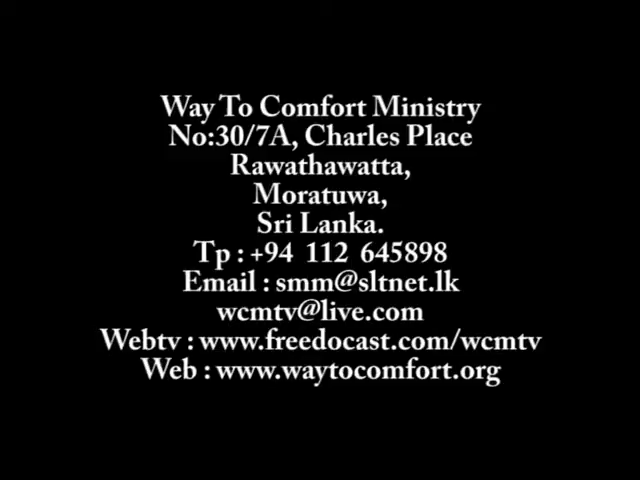 Way To Comfort Ministry
No:30/7A, Charles Place
Rawathawatta,
Moratuwa,
Sri Lanka.
Tp : +94 112 645898
Email : smm@sltnet.lk
wcmtv@live.com
Webtv : www.freedocast.com/wcmtv
Web : www.waytocomfort.org